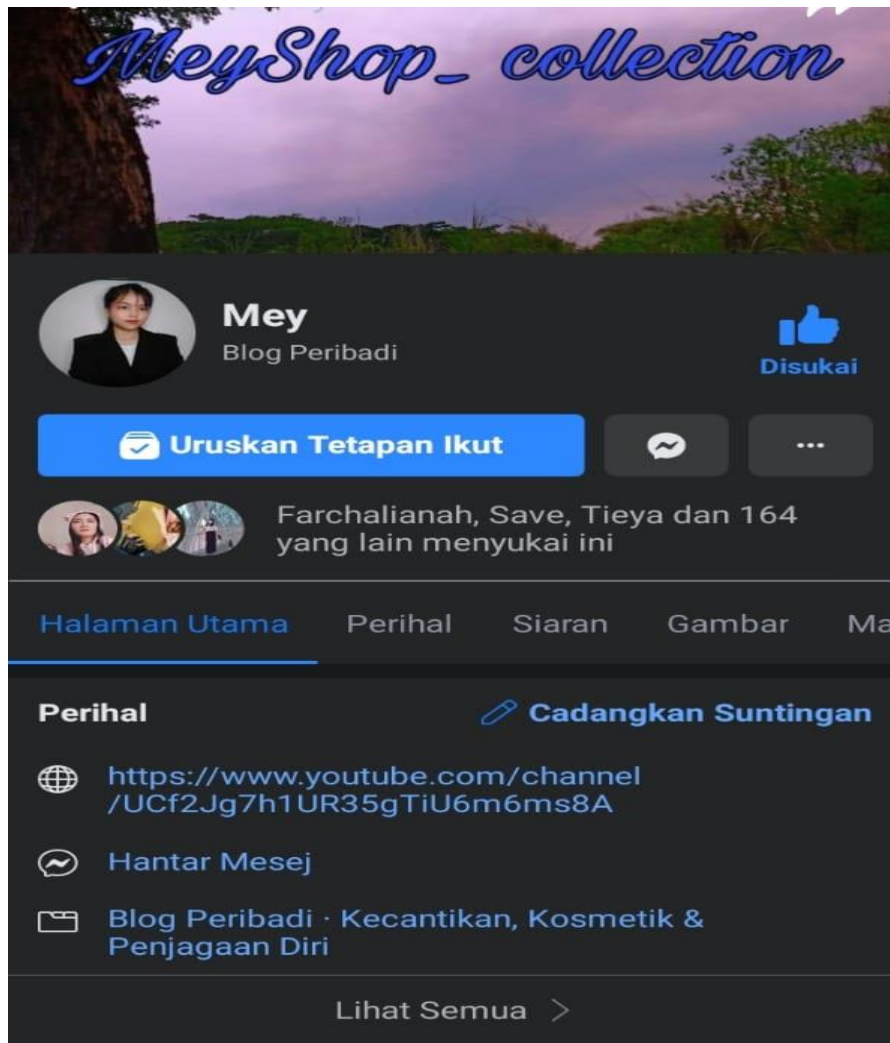 MeyShop_ collection
Mey
Blog Peribadi
Disukai
Uruskan Tetapan Ikut
Farchalianah, Save, Tieya dan 164
yang lain menyukai ini
Halaman Utama Perihal Siaran Gambar Ma
Perihal Cadangkan Suntingan
https://www.youtube.com/channel
/UCf2Jg7h1UR35gTiU6m6ms8A
Hantar Mesej
Blog Peribadi · Kecantikan, Kosmetik &
Penjagaan Diri
Lihat Semua >